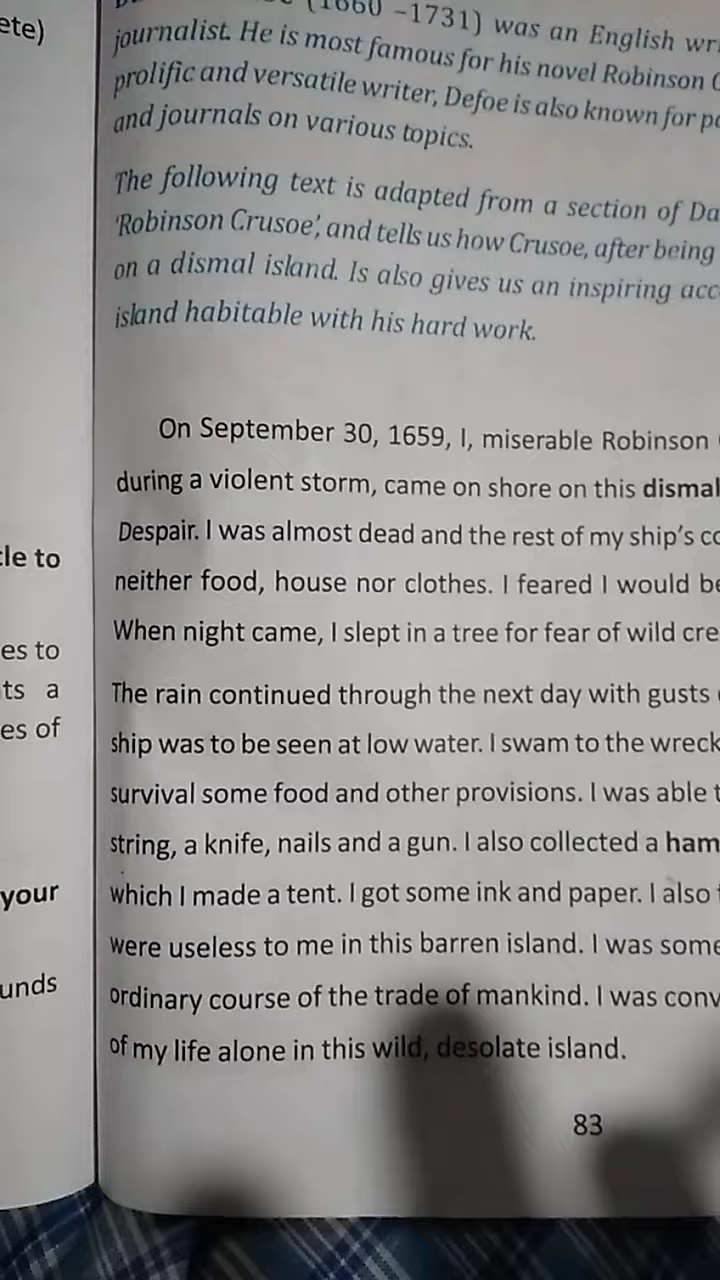 ete)
cle to
es to
ts a
es of
your
unds
(1660 –1731) was an English wri
journalist. He is most famous for his novel Robinson C
prolific and versatile writer, Defoe is also known for po
and journals on various topics.
The following text is adapted from a section of Da
'Robinson Crusoe', and tells us how Crusoe, after being
on a dismal island. Is also gives us an inspiring acc
island habitable with his hard work.
On September 30, 1659, I, miserable Robinson
during a violent storm, came on shore on this dismal
Despair. I was almost dead and the rest of my ship's co
neither food, house nor clothes. I feared I would be
When night came, I slept in a tree for fear of wild cre
The rain continued through the next day with gusts
ship was to be seen at low water. I swam to the wreck
survival some food and other provisions. I was able t
string, a knife, nails and a gun. I also collected a ham
which I made a tent. I got some ink and paper. I also
were useless to me in this barren island. I was some
ordinary course of the trade of mankind. I was conv
of my life alone in this wild, desolate island.
83